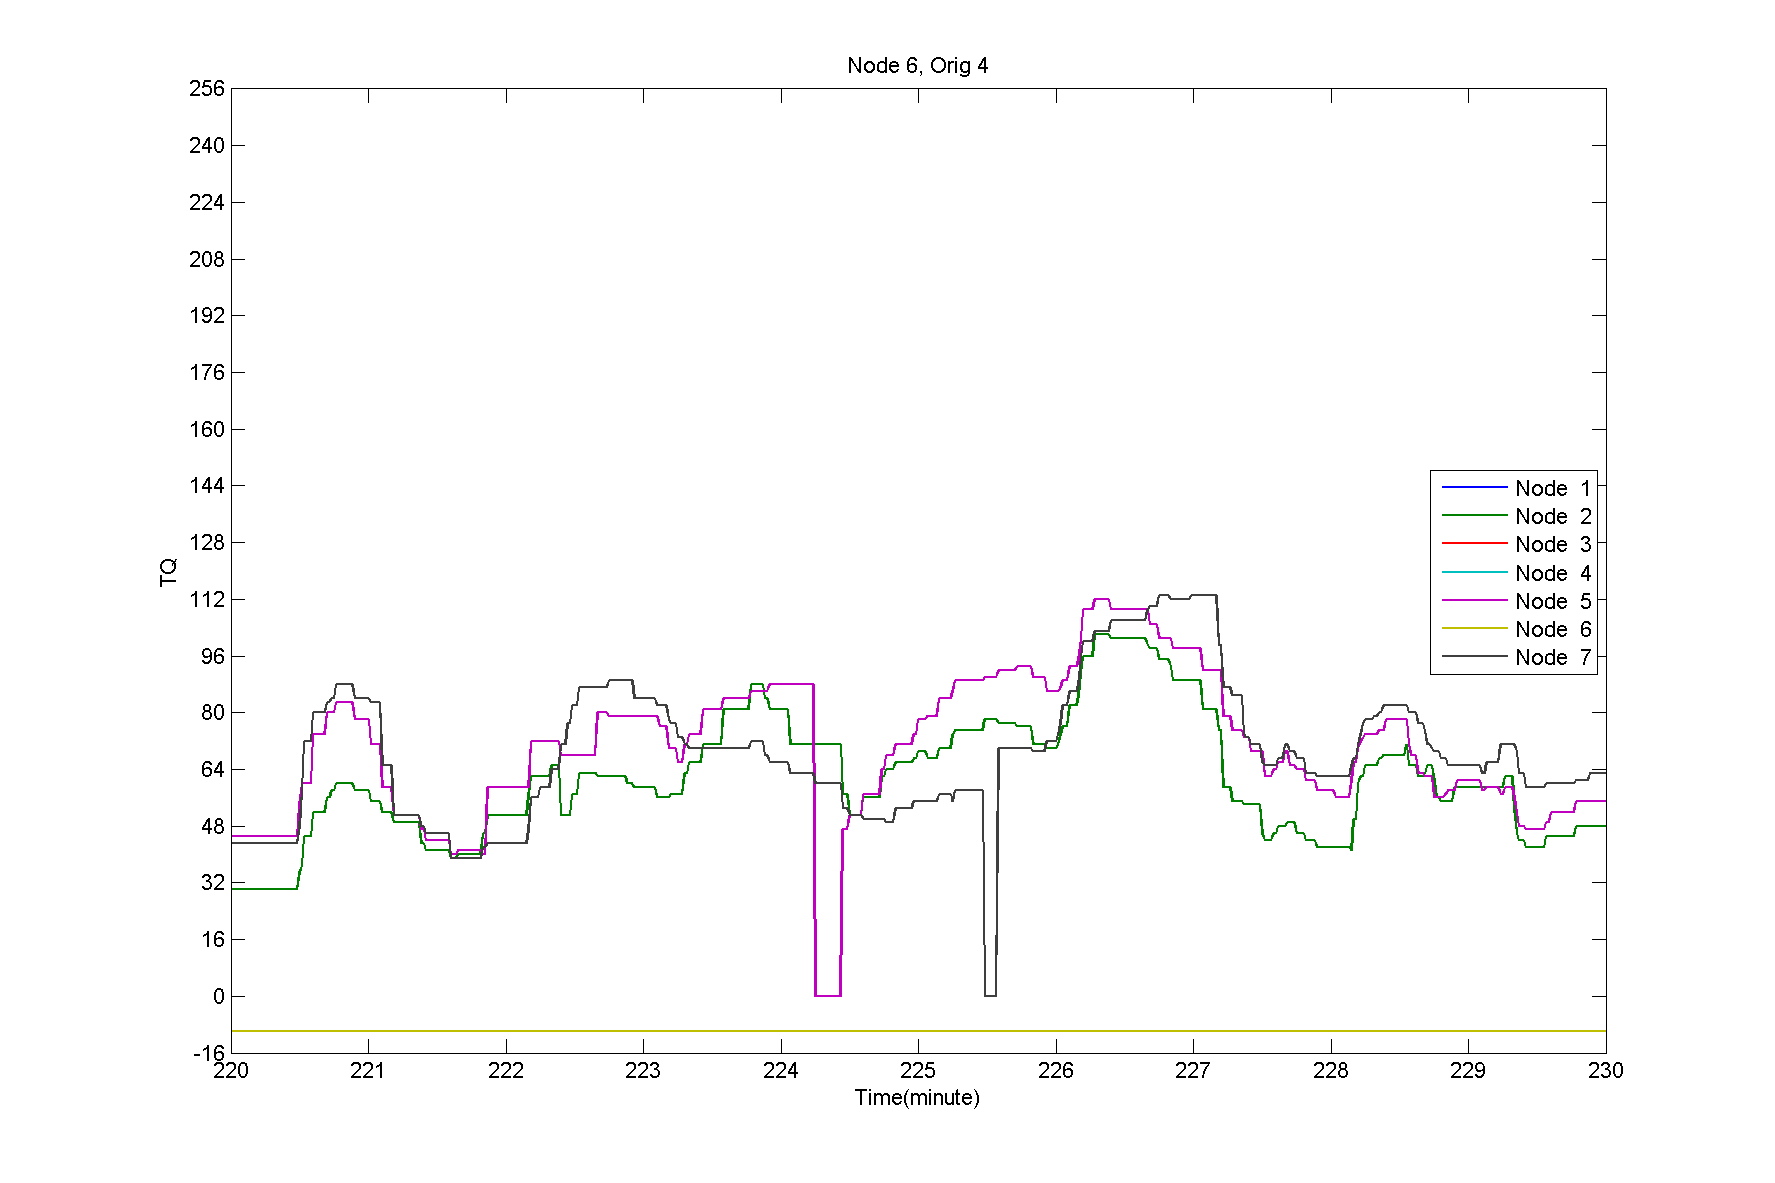 Node 6, Orig 4
256
240
224
208
192
176
160
144
128
112
96
80
64
48
32
16
0
-16
TQ
Node 1
Node 2
Node 3
Node 4
Node 5
Node 6
Node 7
220 221 222 223 224 225 226 227 228 229 230
Time(minute)